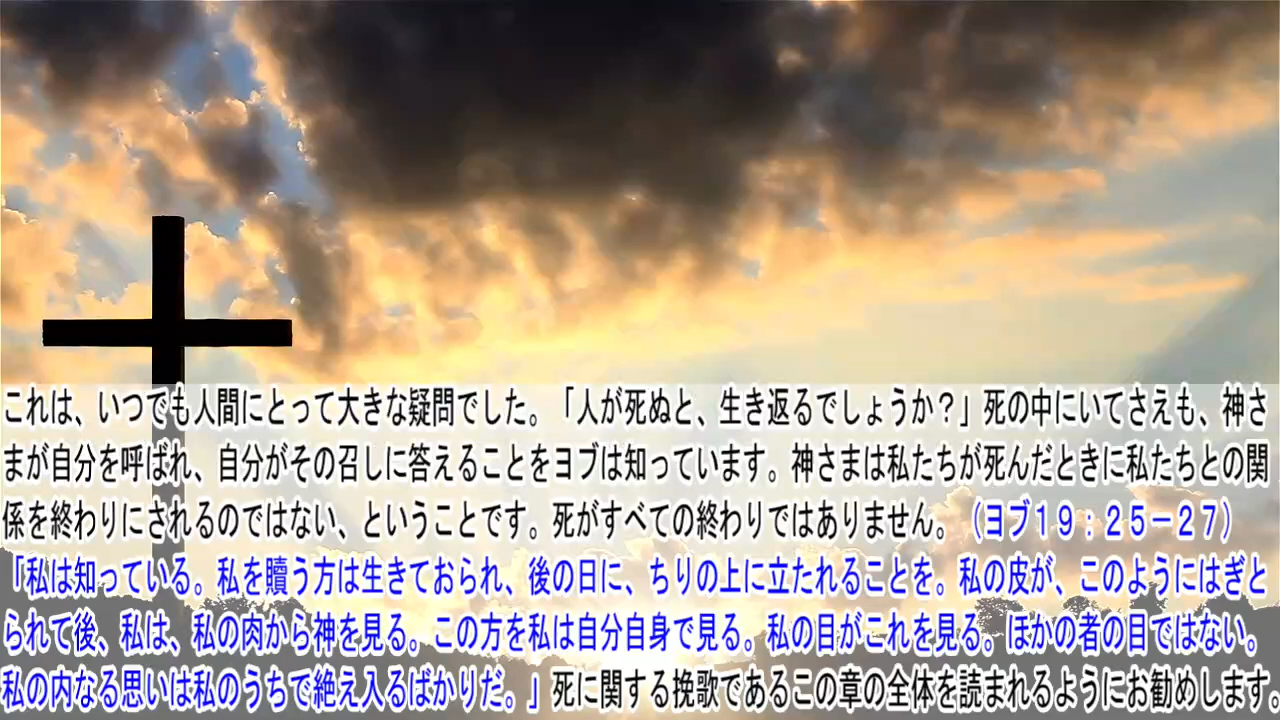 これは、いつでも人間にとって大きな疑問でした。「人が死ぬと、生き返るでしょうか？」死の中にいてさえも、神さ
まが自分を呼ばれ、自分がその召しに答えることをヨブは知っています。神さまは私たちが死んだときに私たちとの関
係を終わりにされるのではない、ということです。死がすべての終わりではありません。（ヨブ１９：２５－２７）
「私は知っている。私を贖う方は生きておられ、後の日に、ちりの上に立たれることを。私の皮が、このようにはぎと
られて後、私は、私の肉から神を見る。この方を私は自分自身で見る。私の目がこれを見る。ほかの者の目ではない。
私の内なる思いは私のうちで絶え入るばかりだ。」死に関する挽歌であるこの章の全体を読まれるようにお勧めします。